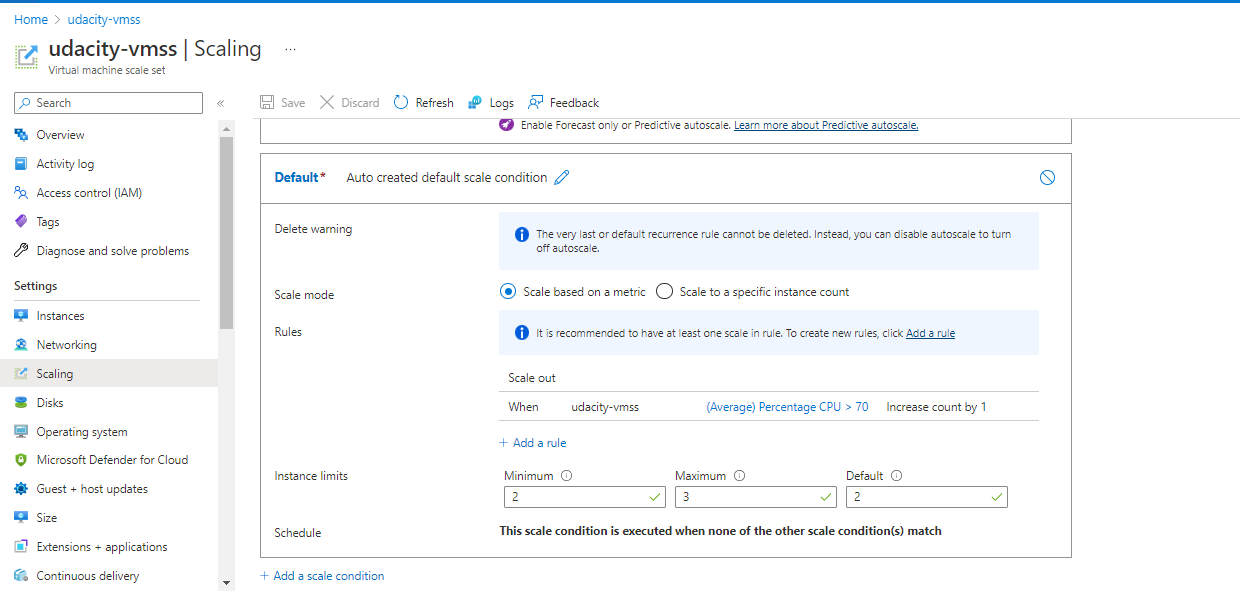 Home > udacity-vmss
udacity-vmss | Scaling ...
Virtual machine scale set
Search «
Save Discard Refresh Logs Feedback
Overview
Activity log
Access control (IAM)
Tags
Diagnose and solve problems
Settings
Instances
Networking
Scaling
Disks
Operating system
Microsoft Defender for Cloud
Guest + host updates
Size
Extensions + applications
Continuous delivery
Enable Forecast only or Predictive autoscale. Learn more about Predictive autoscale.
Default* Auto created default scale condition
Delete warning
The very last or default recurrence rule cannot be deleted. Instead, you can disable autoscale to turn
off autoscale.
Scale mode
Scale based on a metric Scale to a specific instance count
Rules
It is recommended to have at least one scale in rule. To create new rules, click Add a rule
Scale out
When udacity-vmss (Average) Percentage CPU > 70 Increase count by 1
+ Add a rule
Instance limits
Minimum Maximum Default
2 3 2
Schedule
This scale condition is executed when none of the other scale condition(s) match
+ Add a scale condition